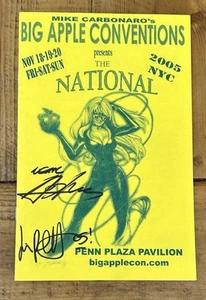 MIKE CARBONARO's
BIG APPLE CONVENTIONS
NOV 18-19-20
FRI-SAT-SUN
presents
THE
2005
NYC
NATIONAL
PENN PLAZA PAVILION
bigapplecon.com